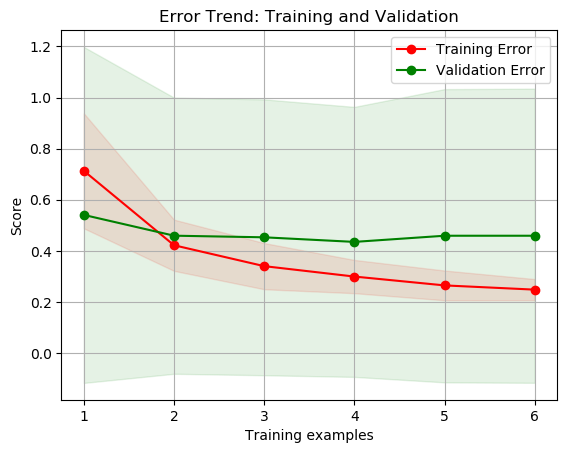 Error Trend: Training and Validation
Training Error
Validation Error
Score
1.2
1.0
0.8
0.6
0.4
0.2
0.0
1 2 3 4 5 6
Training examples